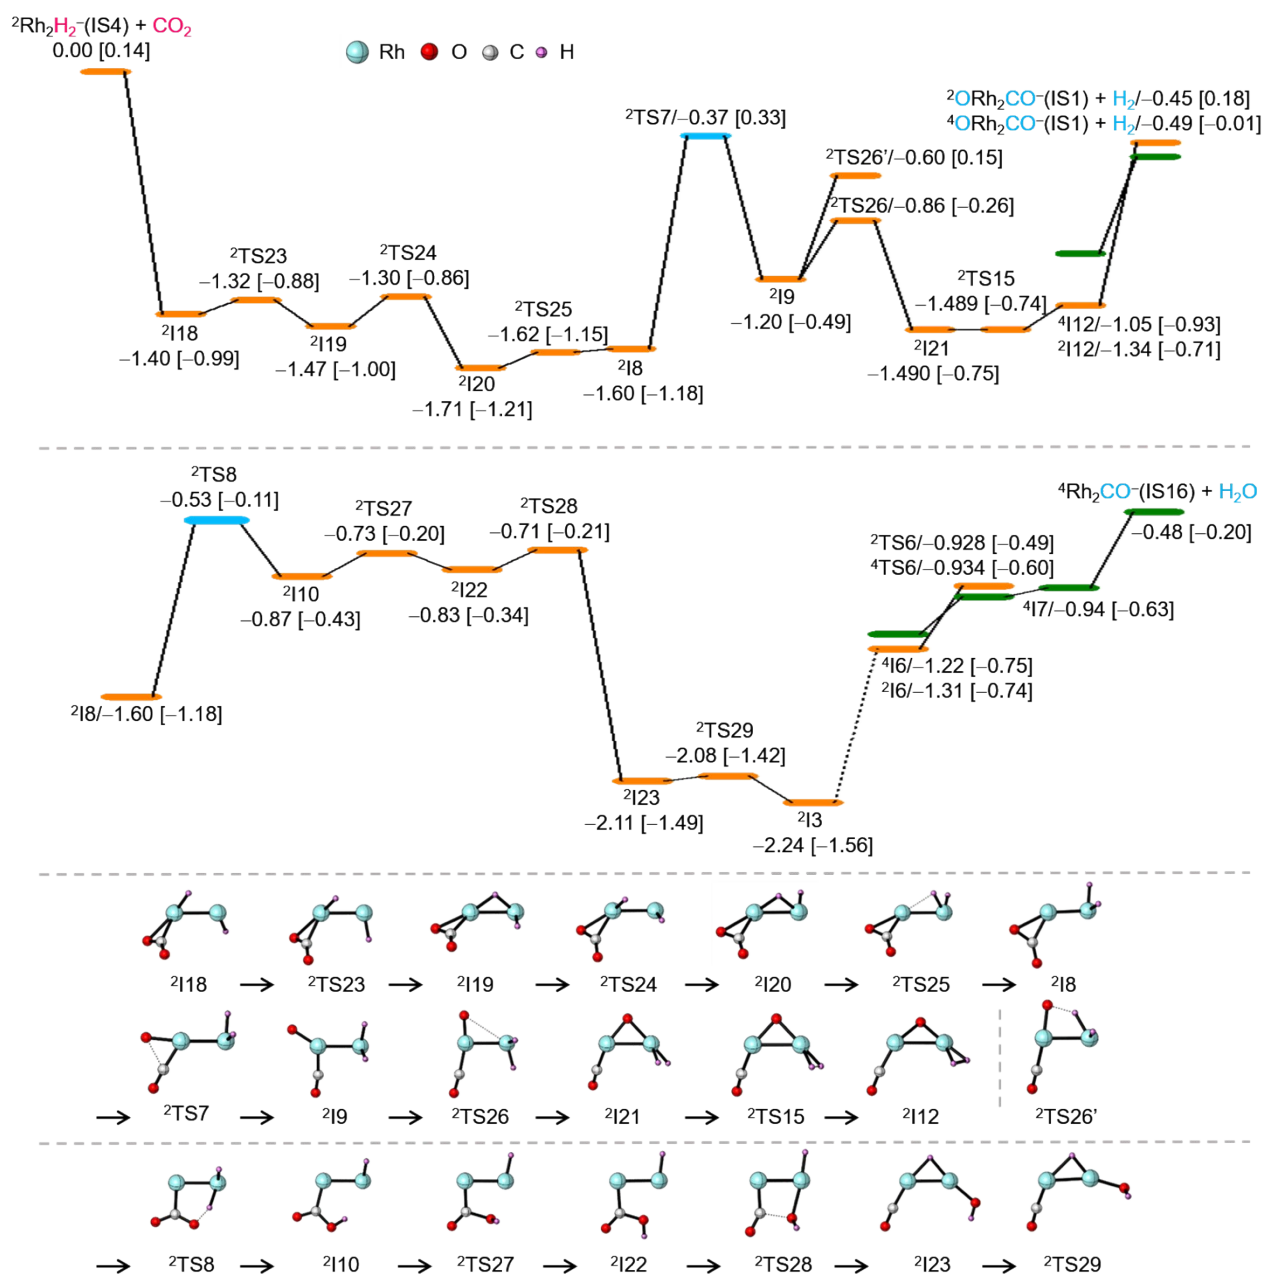 ²Rh₂H₂⁻(IS4) + CO₂
0.00 [0.14]
Rh O C H
²TS7/−0.37 [0.33]
²ORh₂CO⁻(IS1) + H₂/−0.45 [0.18]
⁴ORh₂CO⁻(IS1) + H₂/−0.49 [−0.01]
²TS26’/−0.60 [0.15]
²TS26/−0.86 [−0.26]
²TS23
−1.32 [−0.88]
²TS24
−1.30 [−0.86]
²TS25
−1.62 [−1.15]
²TS15
−1.489 [−0.74]
²I18
−1.40 [−0.99]
²I19
−1.47 [−1.00]
²I20
−1.71 [−1.21]
²I8
−1.60 [−1.18]
²I9
−1.20 [−0.49]
²I21
−1.490 [−0.75]
⁴I12/−1.05 [−0.93]
²I12/−1.34 [−0.71]
²TS8
−0.53 [−0.11]
²TS27
−0.73 [−0.20]
²TS28
−0.71 [−0.21]
⁴Rh₂CO⁻(IS16) + H₂O
−0.48 [−0.20]
²TS6/−0.928 [−0.49]
⁴TS6/−0.934 [−0.60]
²I10
−0.87 [−0.43]
²I22
−0.83 [−0.34]
⁴I7/−0.94 [−0.63]
⁴I6/−1.22 [−0.75]
²I6/−1.31 [−0.74]
²I8/−1.60 [−1.18]
²TS29
−2.08 [−1.42]
²I23
−2.11 [−1.49]
²I3
−2.24 [−1.56]
²I18 → ²TS23 → ²I19 → ²TS24 → ²I20 → ²TS25 → ²I8
→ ²TS7 → ²I9 → ²TS26 → ²I21 → ²TS15 → ²I12 ²TS26’
→ ²TS8 → ²I10 → ²TS27 → ²I22 → ²TS28 → ²I23 → ²TS29